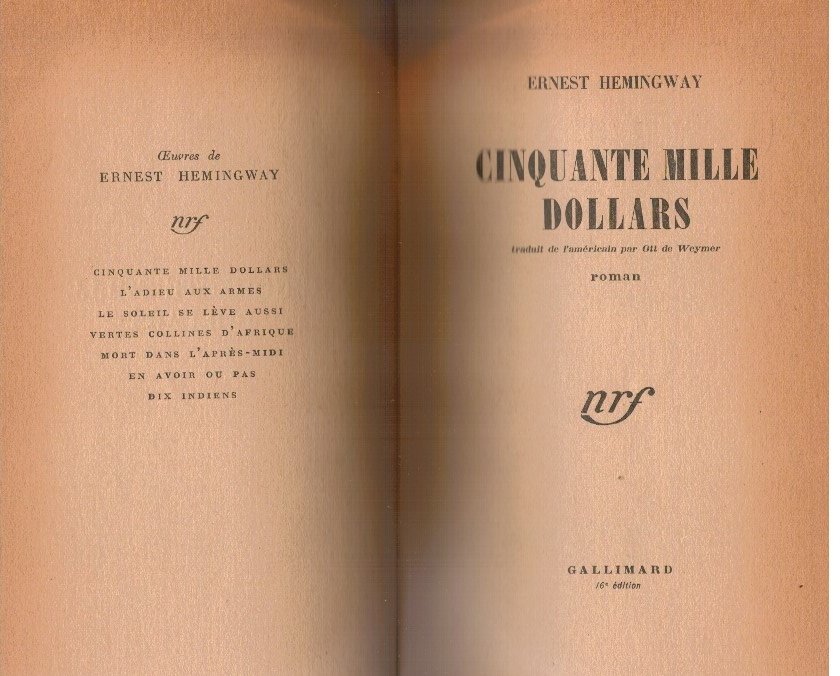 Œuvres de
ERNEST HEMINGWAY
nrf
CINQUANTE MILLE DOLLARS
L'ADIEU AUX ARMES
LE SOLEIL SE LÈVE AUSSI
VERTES COLLINES D'AFRIQUE
MORT DANS L'APRÈS-MIDI
EN AVOIR OU PAS
DIX INDIENS
ERNEST HEMINGWAY
CINQUANTE MILLE
DOLLARS
traduit de l'américain par Ott de Weymer
roman
nrf
GALLIMARD
16e édition